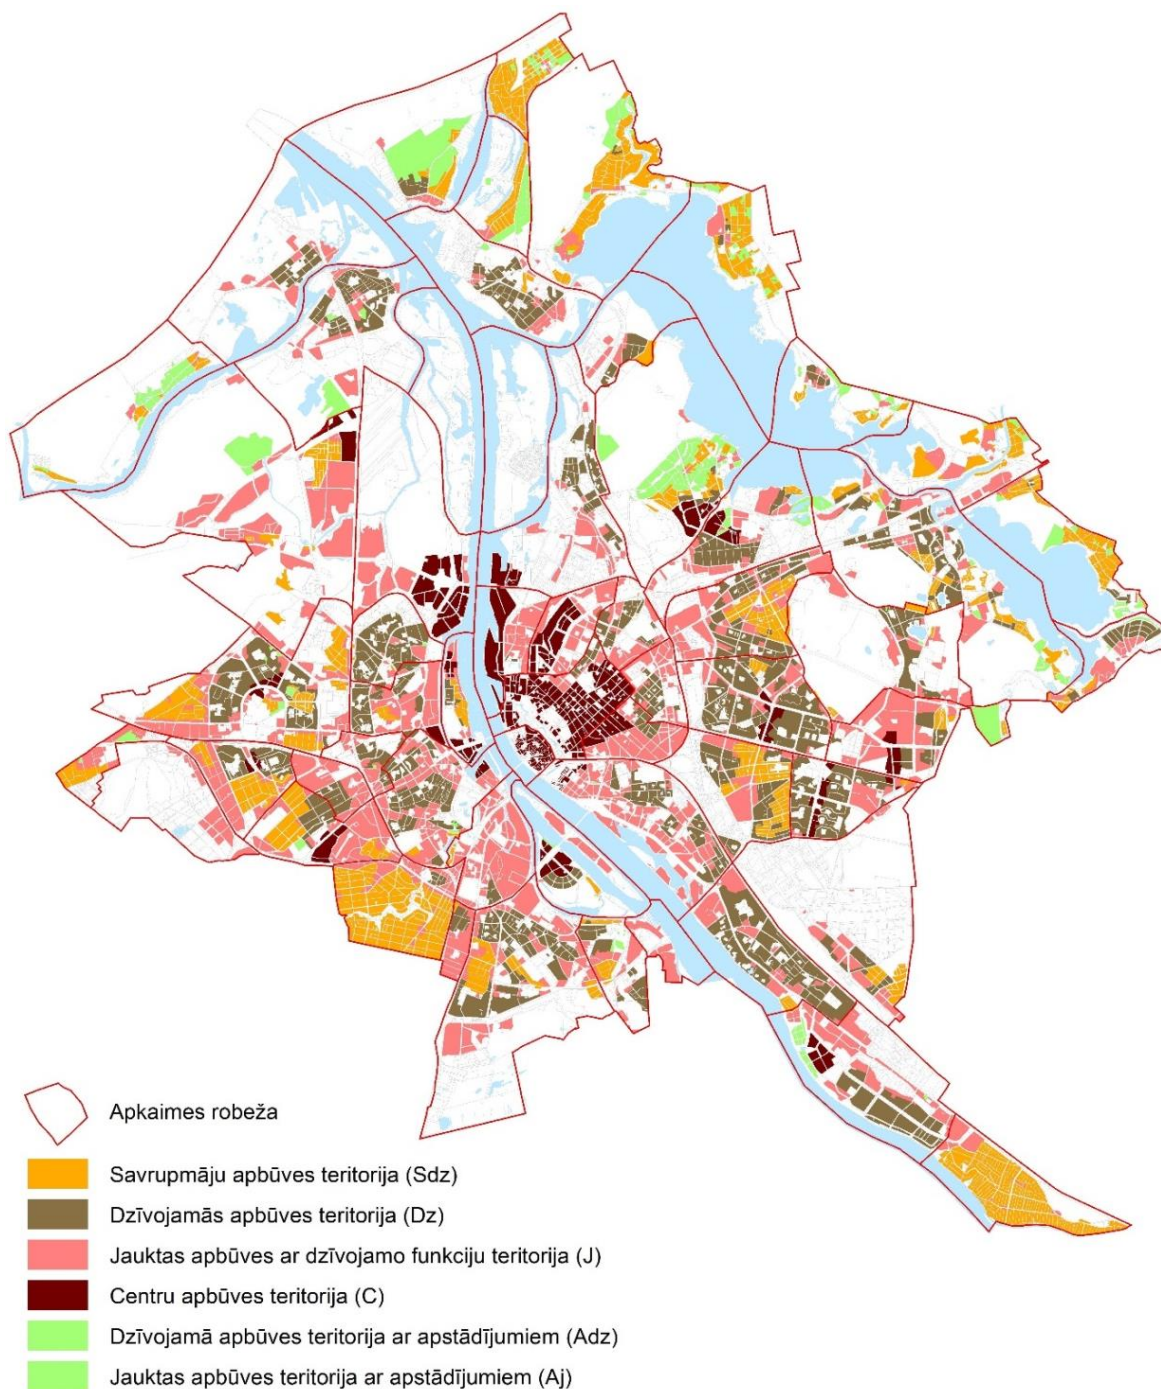 Apkaimes robeža
Savrupmāju apbūves teritorija (Sdz)
Dzīvojamās apbūves teritorija (Dz)
Jauktas apbūves ar dzīvojamo funkciju teritorija (J)
Centru apbūves teritorija (C)
Dzīvojamā apbūves teritorija ar apstādījumiem (Adz)
Jauktas apbūves teritorija ar apstādījumiem (Aj)